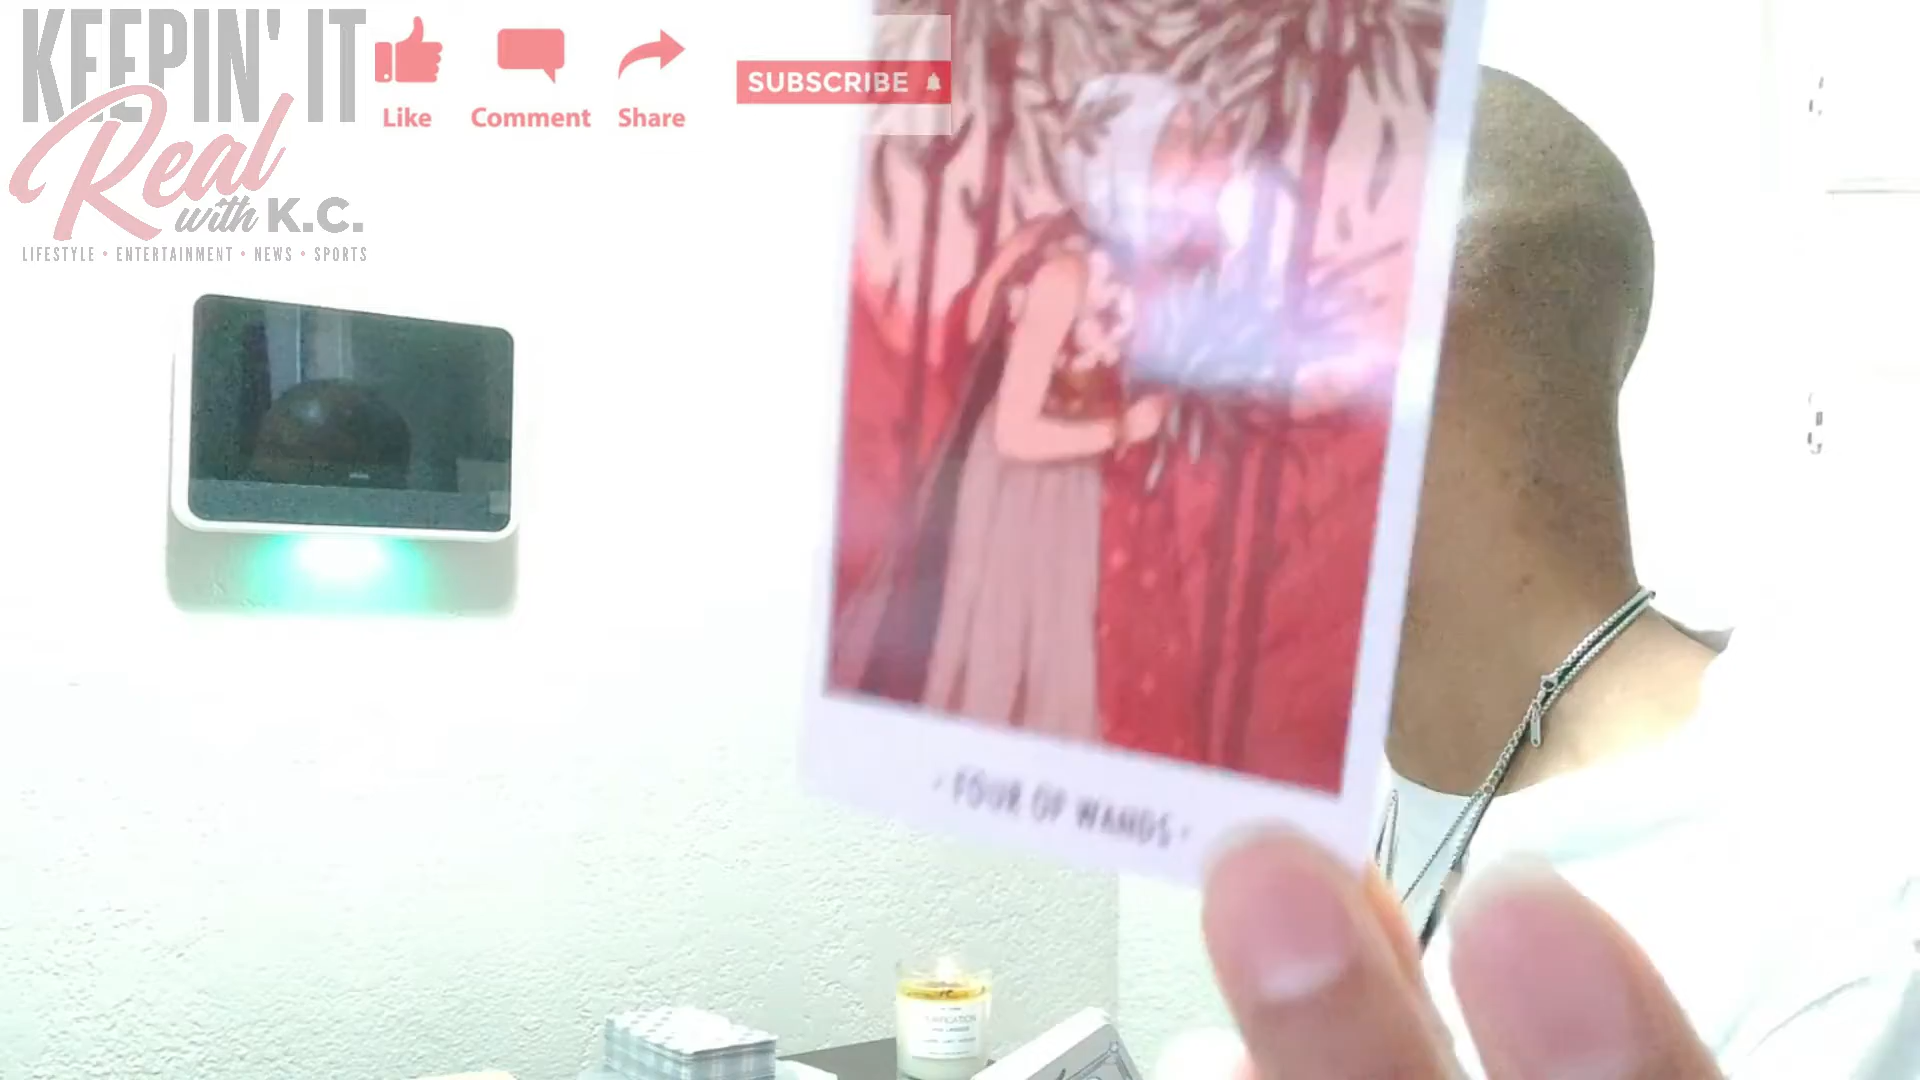 KEEPIN' IT
Real
with K.C.
LIFESTYLE • ENTERTAINMENT • NEWS • SPORTS
Like
Comment
Share
SUBSCRIBE
· FOUR OF WANDS ·